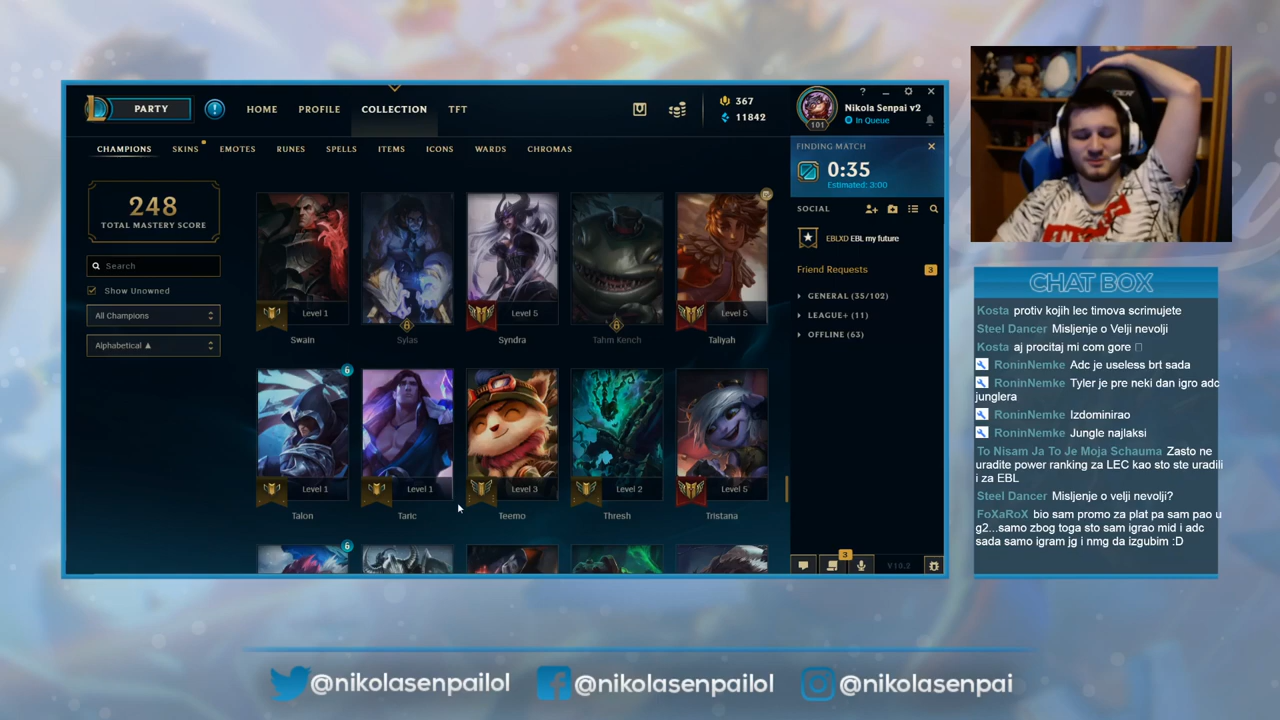 PARTY
HOME
PROFILE
COLLECTION
TFT
367
11842
101
Nikola Senpai v2
In Queue
CHAMPIONS
SKINS
EMOTES
RUNES
SPELLS
ITEMS
ICONS
WARDS
CHROMAS
FINDING MATCH
0:35
Estimated: 3:00
248
TOTAL MASTERY SCORE
Search
Show Unowned
All Champions
Alphabetical ▲
Level 1
Level 5
Level 5
Swain
Sylas
Syndra
Tahm Kench
Taliyah
6
Level 1
Level 1
Level 3
Level 2
Level 5
Talon
Taric
Teemo
Thresh
Tristana
6
SOCIAL
EBLXD EBL my future
Friend Requests
3
GENERAL (35/102)
LEAGUE+ (11)
OFFLINE (63)
3
V10.2
CHAT BOX
Kosta protiv kojih lec timova scrimujete
Steel Dancer Misljenje o Velji nevolji
Kosta aj procitaj mi com gore
RoninNemke Adc je useless brt sada
RoninNemke Tyler je pre neki dan igro adc
junglera
RoninNemke Izdominirao
RoninNemke Jungle najlaksi
To Nisam Ja To Je Moja Schauma Zasto ne
uradite power ranking za LEC kao sto ste uradili
i za EBL
Steel Dancer Misljenje o velji nevolji?
FoXaRoX bio sam promo za plat pa sam pao u
g2...samo zbog toga sto sam igrao mid i adc
sada samo igram jg i nmg da izgubim :D
@nikolasenpailol
@nikolasenpailol
@nikolasenpai